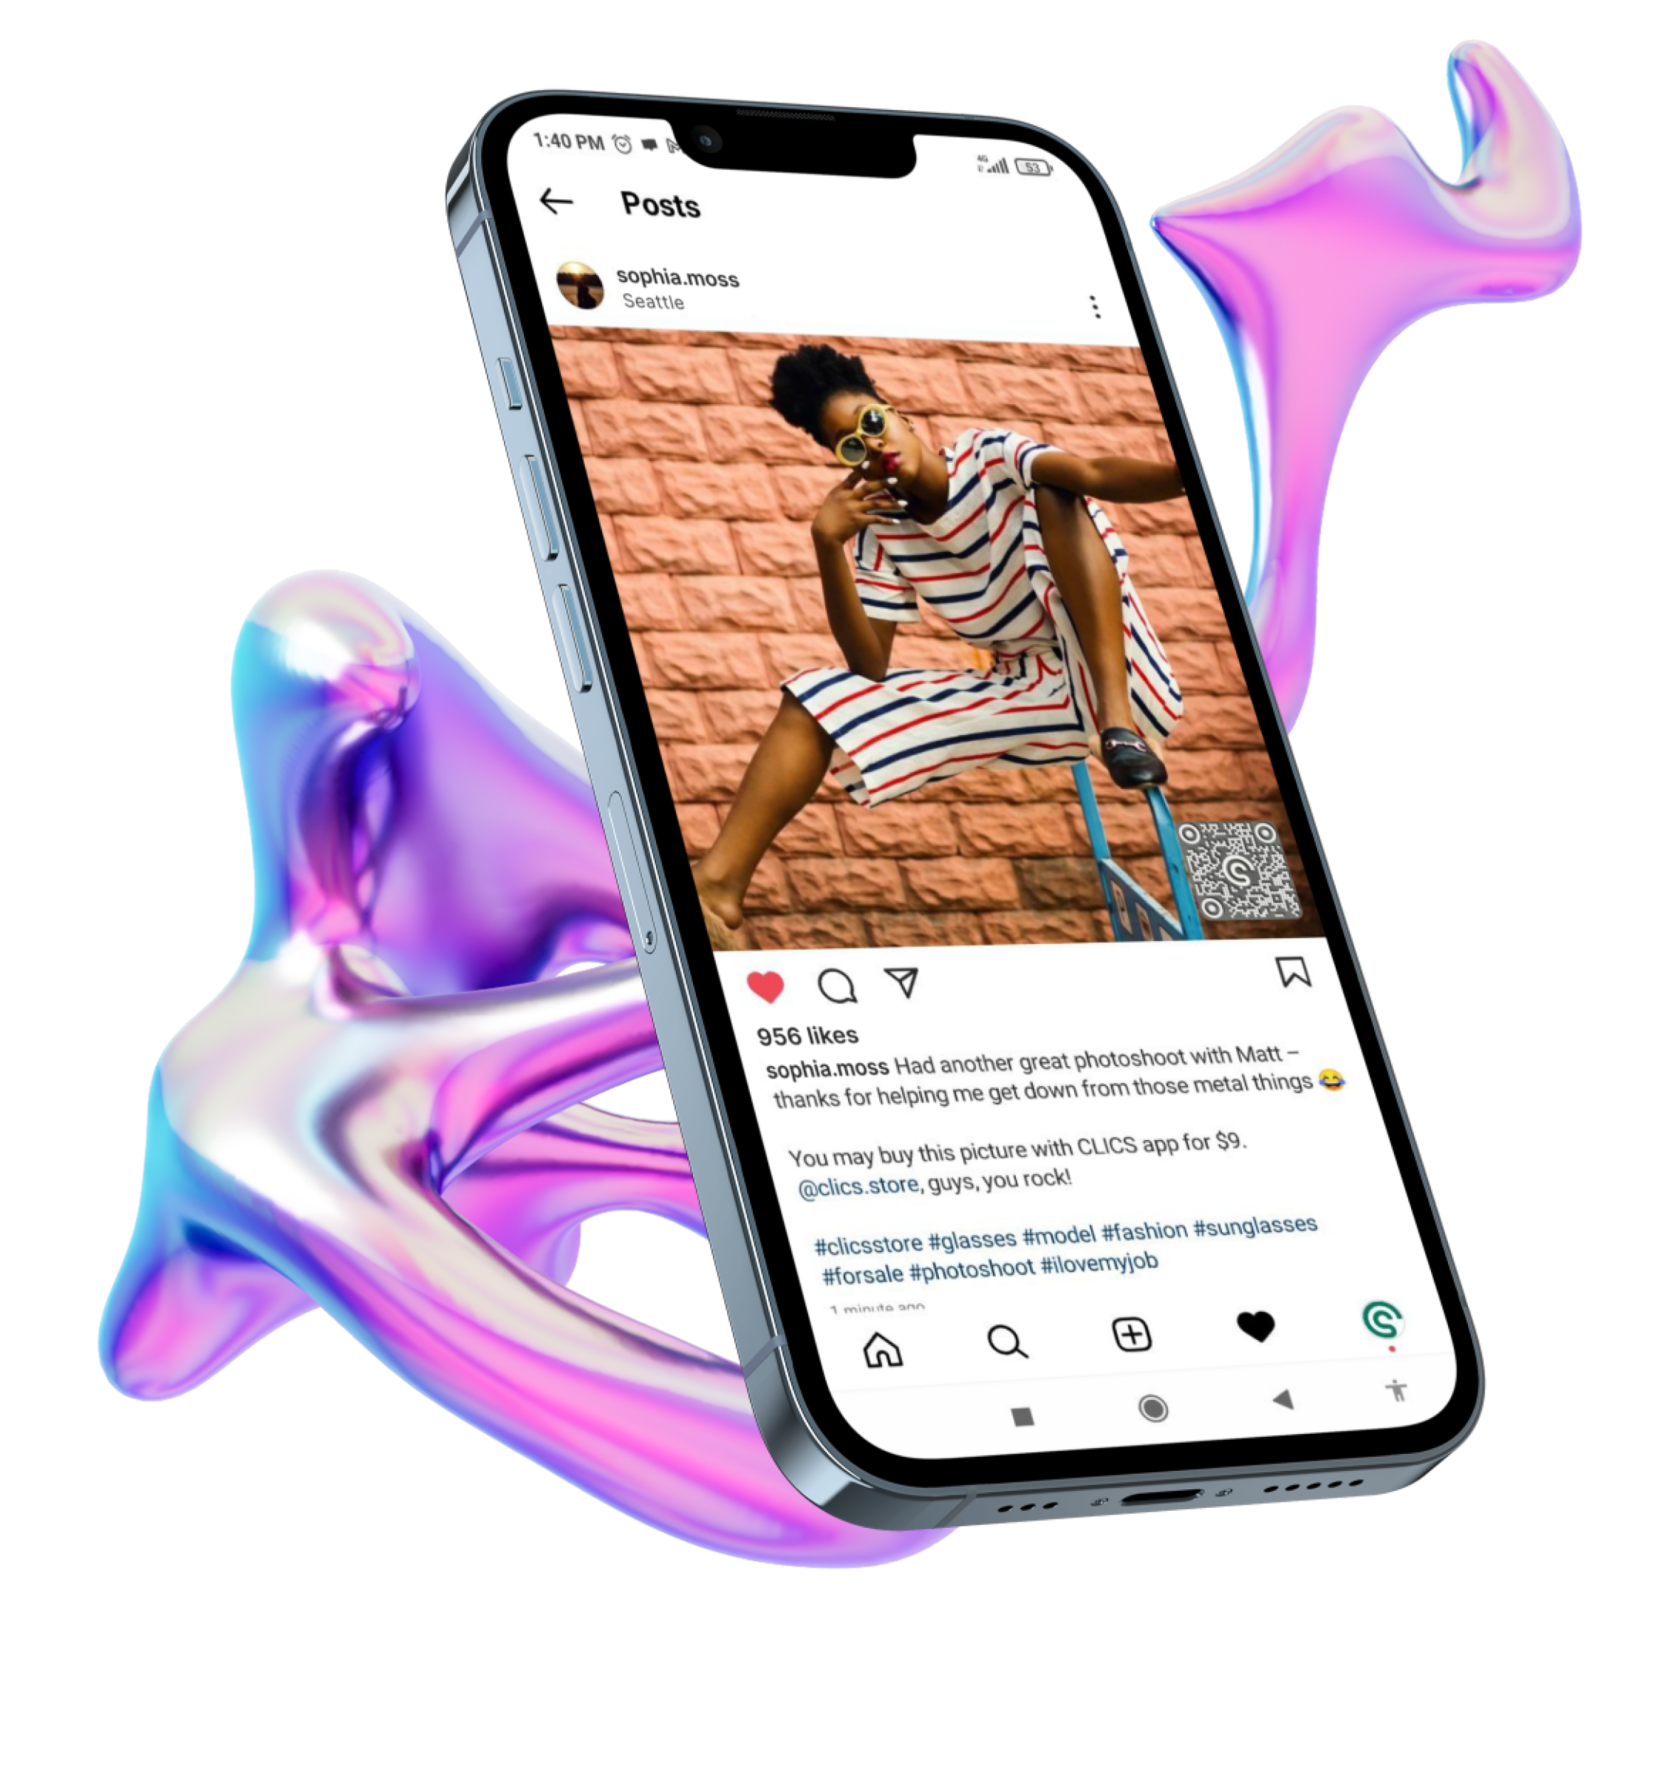 1:40 PM
4G
53
Posts
sophia.moss
Seattle
956 likes
sophia.moss Had another great photoshoot with Matt –
thanks for helping me get down from those metal things 😂
You may buy this picture with CLICS app for $9.
@clics.store, guys, you rock!
#clicsstore #glasses #model #fashion #sunglasses
#forsale #photoshoot #ilovemyjob
1 minute ago